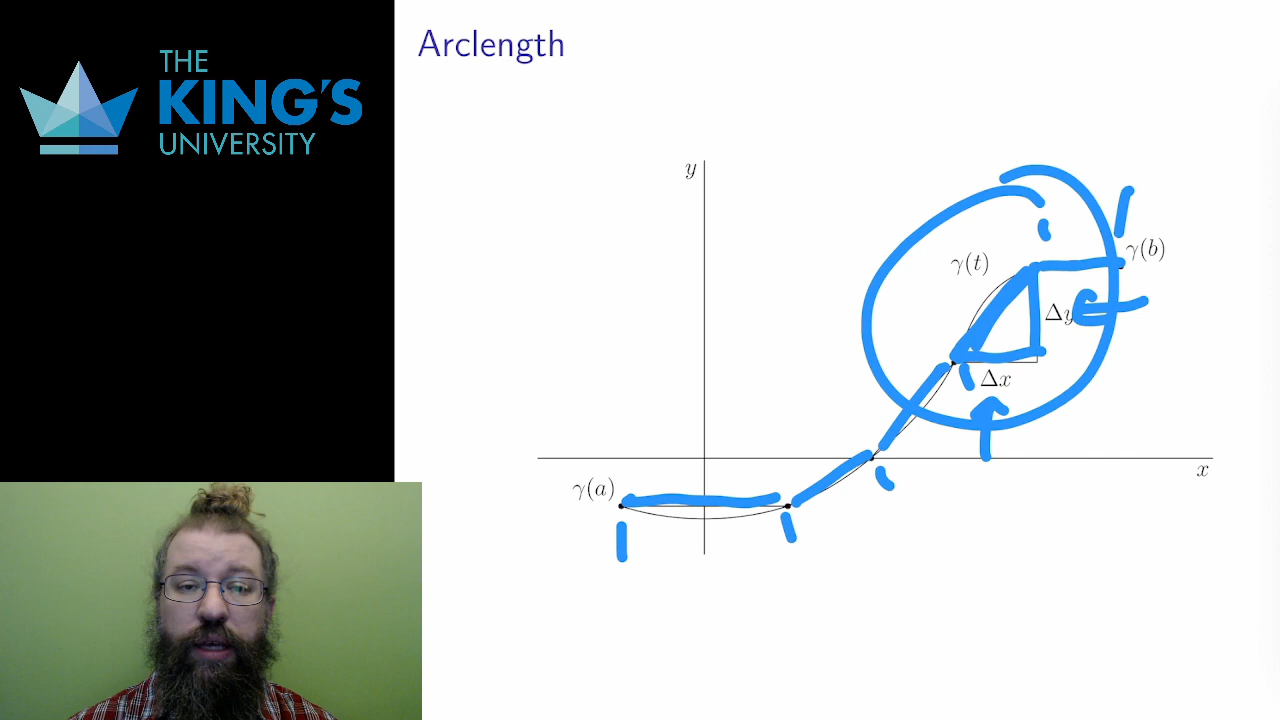 THE
KING'S
UNIVERSITY
Arclength
y
γ(t)
γ(b)
Δy
Δx
x
γ(a)